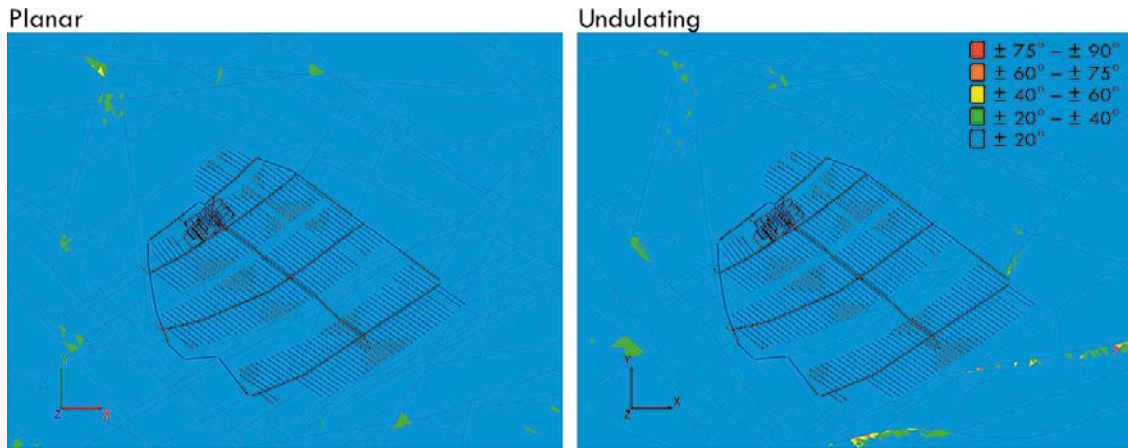 Planar
Undulating
± 75° – ± 90°
± 60° – ± 75°
± 40° – ± 60°
± 20° – ± 40°
± 20°
Y
Z X
Y
Z X